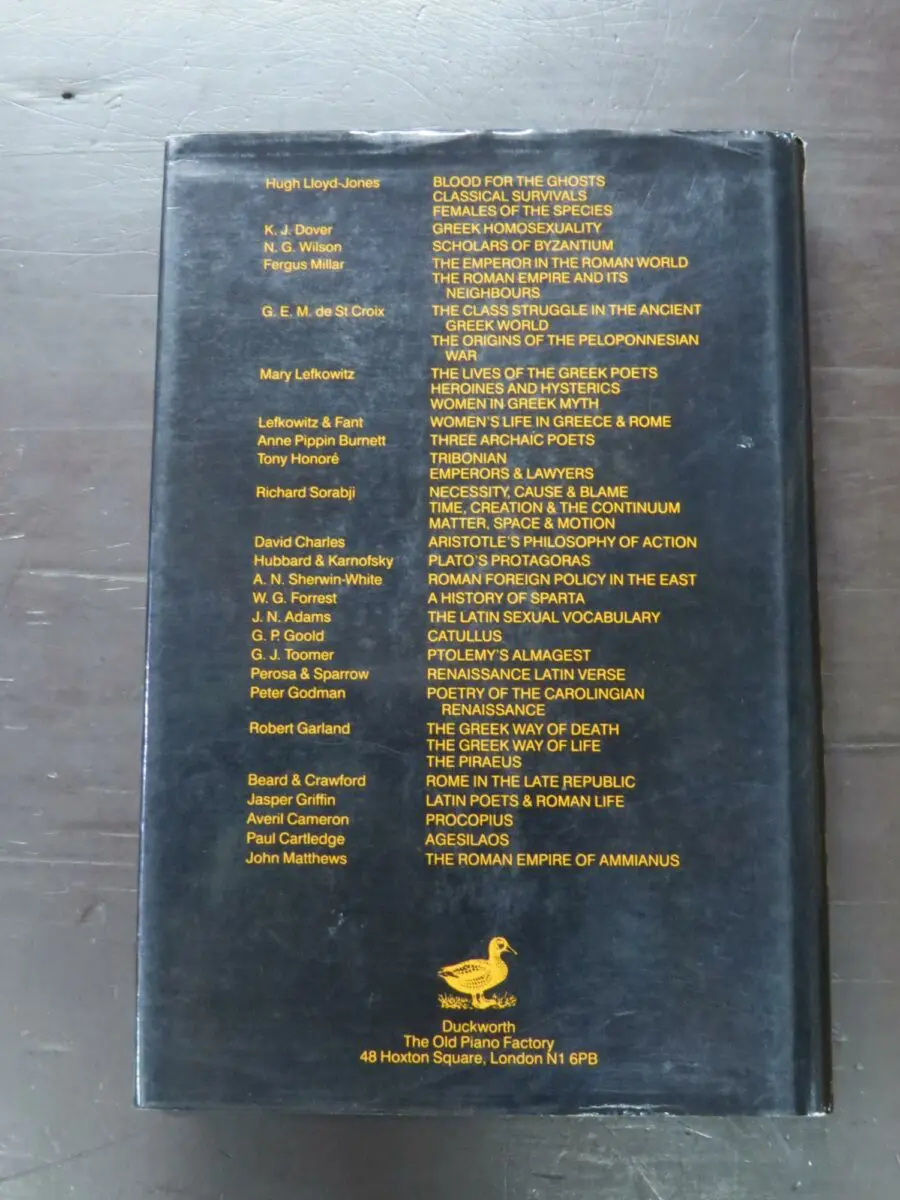 Hugh Lloyd-Jones BLOOD FOR THE GHOSTS
CLASSICAL SURVIVALS
FEMALES OF THE SPECIES
K. J. Dover GREEK HOMOSEXUALITY
N. G. Wilson SCHOLARS OF BYZANTIUM
Fergus Millar THE EMPEROR IN THE ROMAN WORLD
THE ROMAN EMPIRE AND ITS
NEIGHBOURS
G. E. M. de St Croix THE CLASS STRUGGLE IN THE ANCIENT
GREEK WORLD
THE ORIGINS OF THE PELOPONNESIAN
WAR
Mary Lefkowitz THE LIVES OF THE GREEK POETS
HEROINES AND HYSTERICS
WOMEN IN GREEK MYTH
Lefkowitz & Fant WOMEN'S LIFE IN GREECE & ROME
Anne Pippin Burnett THREE ARCHAIC POETS
Tony Honoré TRIBONIAN
EMPERORS & LAWYERS
Richard Sorabji NECESSITY, CAUSE & BLAME
TIME, CREATION & THE CONTINUUM
MATTER, SPACE & MOTION
David Charles ARISTOTLE'S PHILOSOPHY OF ACTION
Hubbard & Karnofsky PLATO'S PROTAGORAS
A. N. Sherwin-White ROMAN FOREIGN POLICY IN THE EAST
W. G. Forrest A HISTORY OF SPARTA
J. N. Adams THE LATIN SEXUAL VOCABULARY
G. P. Goold CATULLUS
G. J. Toomer PTOLEMY'S ALMAGEST
Perosa & Sparrow RENAISSANCE LATIN VERSE
Peter Godman POETRY OF THE CAROLINGIAN
RENAISSANCE
Robert Garland THE GREEK WAY OF DEATH
THE GREEK WAY OF LIFE
THE PIRAEUS
Beard & Crawford ROME IN THE LATE REPUBLIC
Jasper Griffin LATIN POETS & ROMAN LIFE
Averil Cameron PROCOPIUS
Paul Cartledge AGESILAOS
John Matthews THE ROMAN EMPIRE OF AMMIANUS
Duckworth
The Old Piano Factory
48 Hoxton Square, London N1 6PB